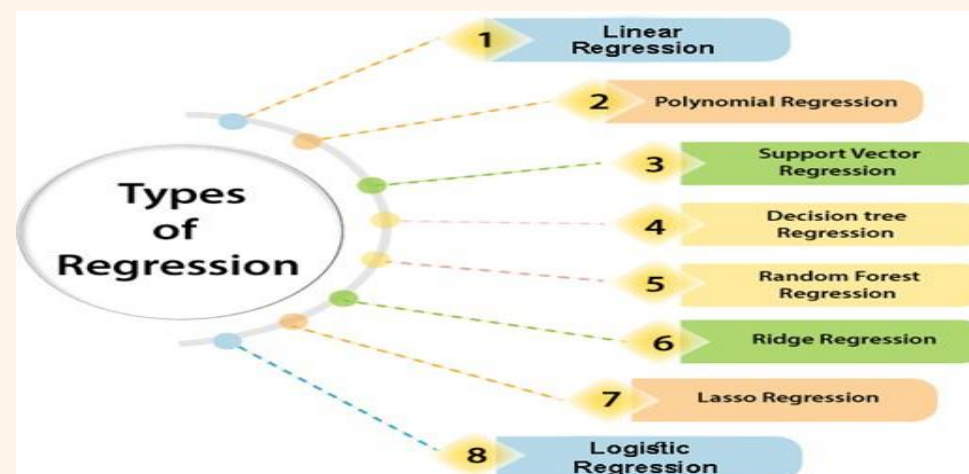 Types
of
Regression
1
Linear
Regression
2
Polynomial Regression
3
Support Vector
Regression
4
Decision tree
Regression
5
Random Forest
Regression
6
Ridge Regression
7
Lasso Regression
8
Logistic
Regression